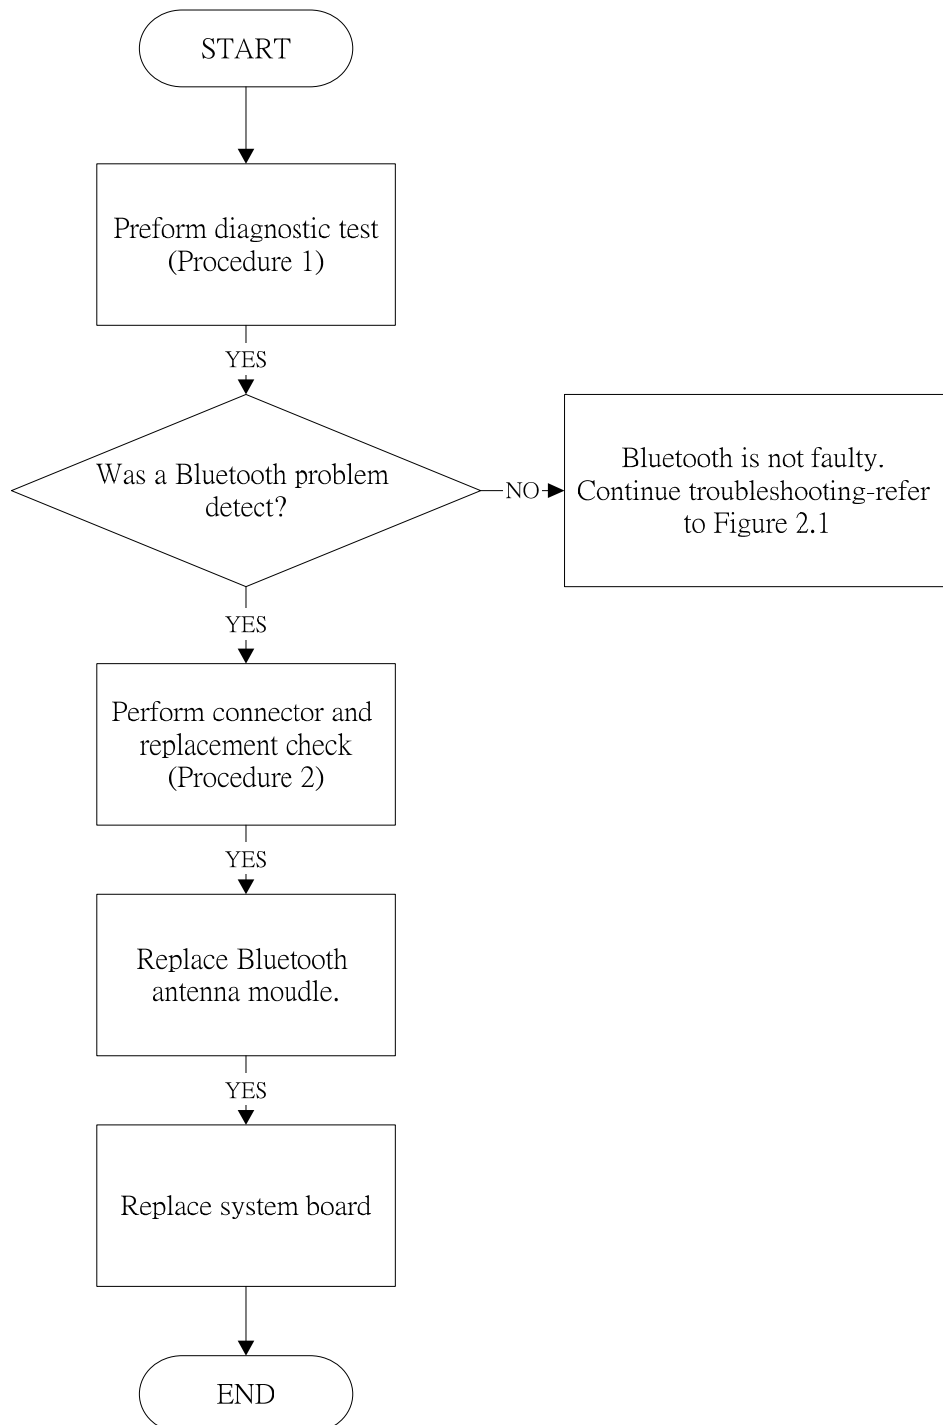 START
Preform diagnostic test
(Procedure 1)
YES
Was a Bluetooth problem
detect?
NO
Bluetooth is not faulty.
Continue troubleshooting-refer
to Figure 2.1
YES
Perform connector and
replacement check
(Procedure 2)
YES
Replace Bluetooth
antenna moudle.
YES
Replace system board
END